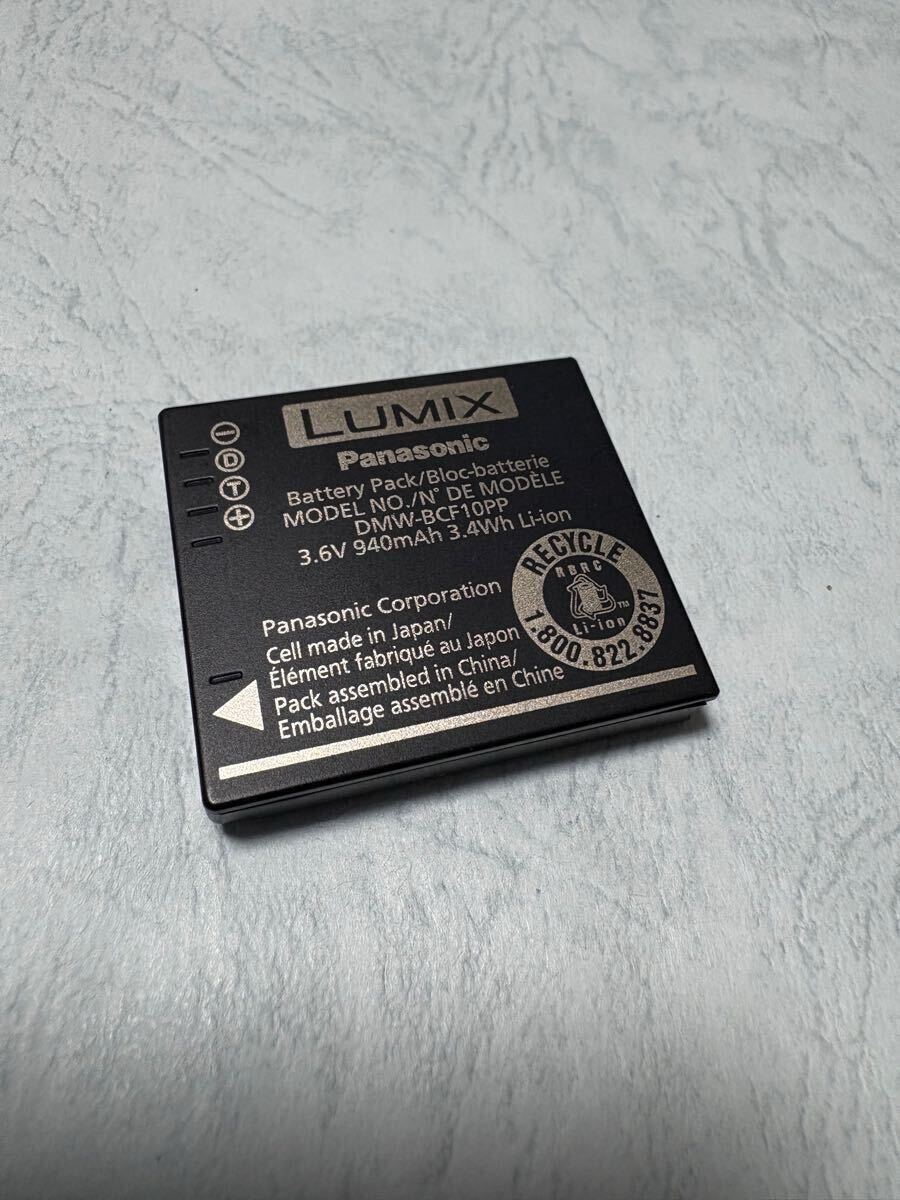 LUMIX
Panasonic
Battery Pack/Bloc-batterie
MODEL NO./N° DE MODÈLE
DMW-BCF10PP
3.6V 940mAh 3.4Wh Li-ion
− D T +
RECYCLE
RBRC
Li-ion ™
1.800.822.8837
Panasonic Corporation
Cell made in Japan/
Élément fabriqué au Japon
Pack assembled in China/
Emballage assemblé en Chine